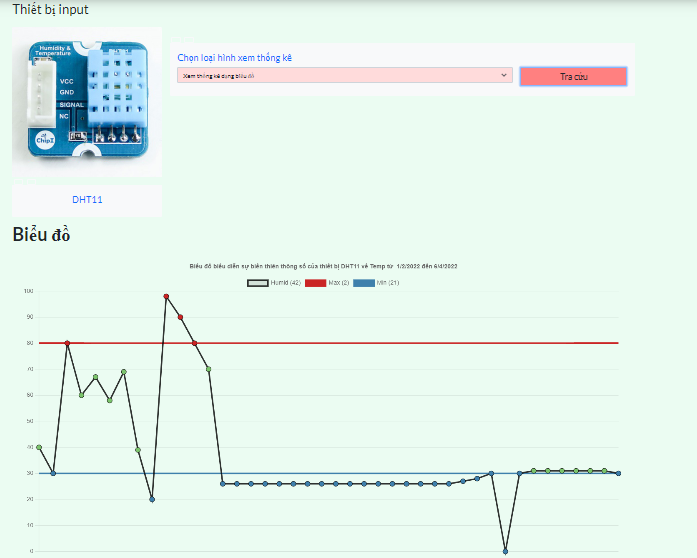 Thiết bị input
Humidity &
Temperature
VCC
GND
SIGNAL
NC
ChipI
DHT11
Chọn loại hình xem thống kê
Xem thống kê dạng biểu đồ
Tra cứu
Biểu đồ
Biểu đồ biểu diễn sự biến thiên thông số của thiết bị DHT11 về Temp từ 1/2/2022 đến 6/4/2022
Humid (42) Max (2) Min (21)
100
90
80
70
60
50
40
30
20
10
0